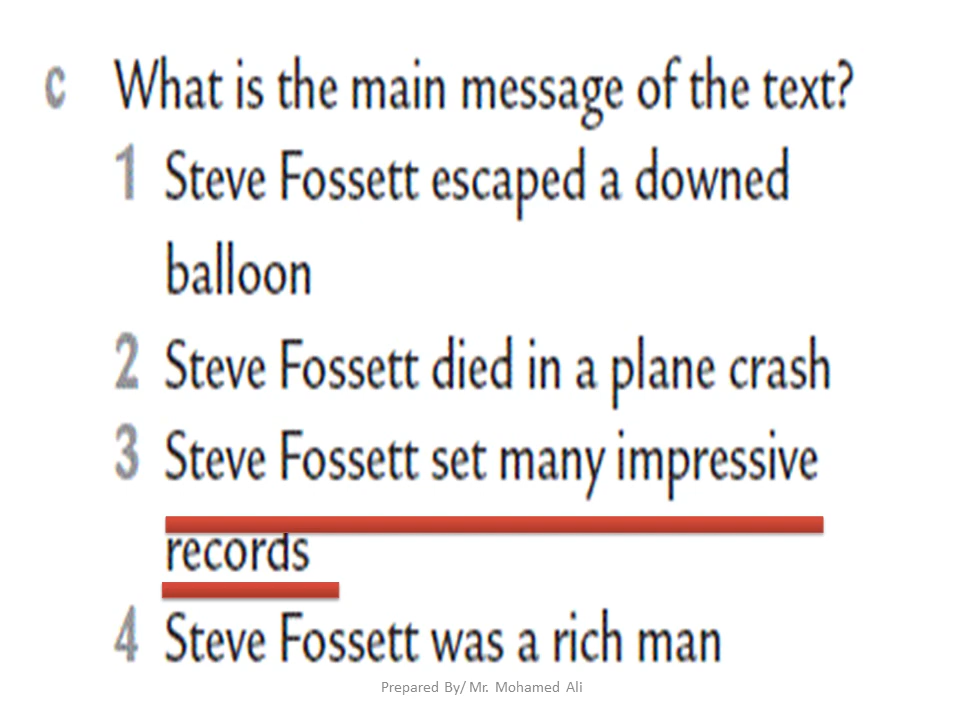 c What is the main message of the text?
1 Steve Fossett escaped a downed
balloon
2 Steve Fossett died in a plane crash
3 Steve Fossett set many impressive
records
4 Steve Fossett was a rich man
Prepared By/ Mr. Mohamed Ali